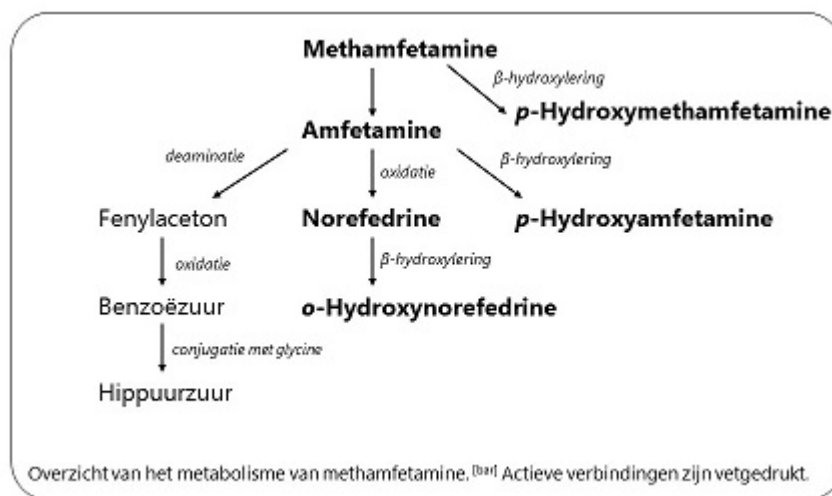 Methamfetamine
β-hydroxylering
p-Hydroxymethamfetamine
Amfetamine
deaminatie
oxidatie
β-hydroxylering
Fenylaceton
Norefedrine
p-Hydroxyamfetamine
oxidatie
β-hydroxylering
Benzoëzuur
o-Hydroxynorefedrine
conjugatie met glycine
Hippuurzuur
Overzicht van het metabolisme van methamfetamine. [bar] Actieve verbindingen zijn vetgedrukt.